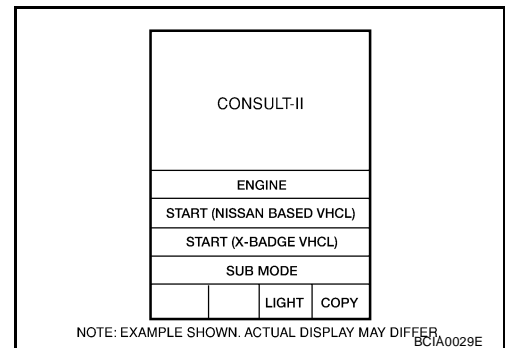 CONSULT-II
ENGINE
START (NISSAN BASED VHCL)
START (X-BADGE VHCL)
SUB MODE
LIGHT COPY
NOTE: EXAMPLE SHOWN. ACTUAL DISPLAY MAY DIFFER.
BCIA0029E